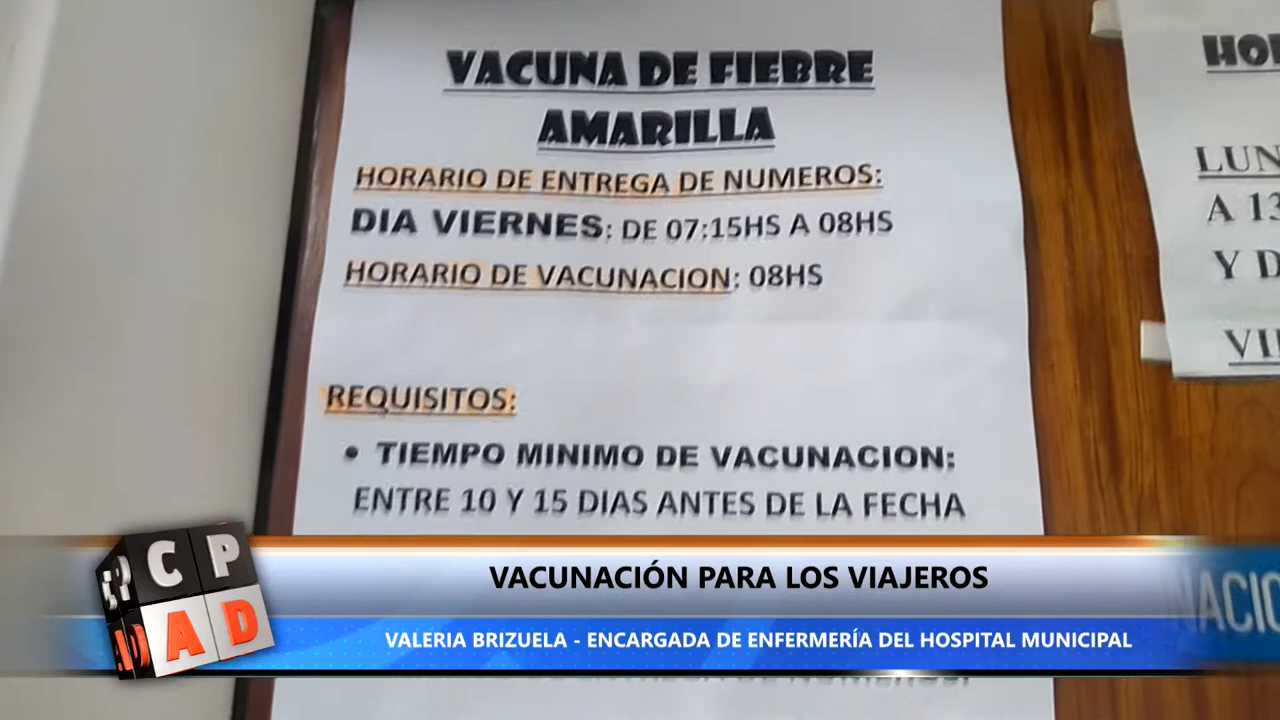 VACUNA DE FIEBRE
AMARILLA
HORARIO DE ENTREGA DE NUMEROS:
DIA VIERNES: DE 07:15HS A 08HS
HORARIO DE VACUNACION: 08HS
REQUISITOS:
• TIEMPO MINIMO DE VACUNACION:
ENTRE 10 Y 15 DIAS ANTES DE LA FECHA
A 13
Y D
CP
AD
VACUNACIÓN PARA LOS VIAJEROS
VALERIA BRIZUELA - ENCARGADA DE ENFERMERÍA DEL HOSPITAL MUNICIPAL